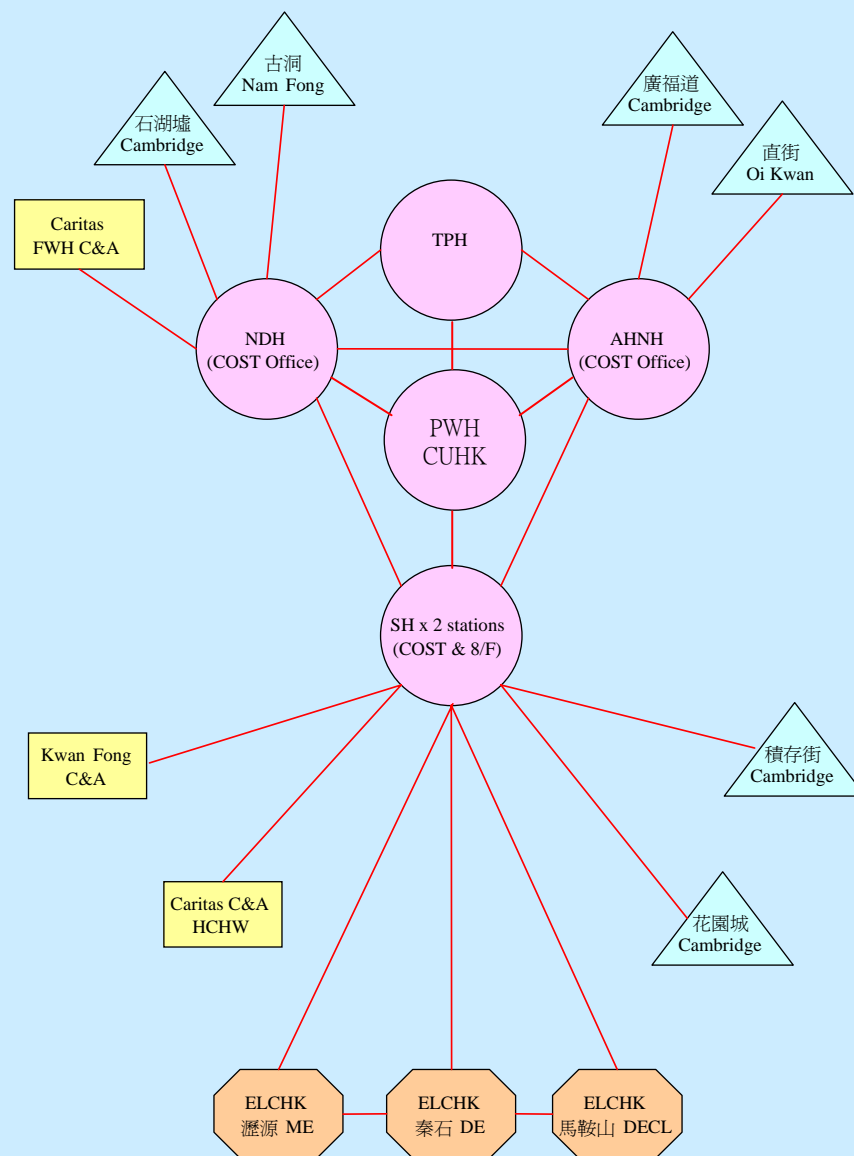 古洞
Nam Fong
廣福道
Cambridge
石湖墟
Cambridge
直街
Oi Kwan
Caritas
FWH C&A
TPH
NDH
(COST Office)
AHNH
(COST Office)
PWH
CUHK
SH x 2 stations
(COST & 8/F)
Kwan Fong
C&A
積存街
Cambridge
Caritas C&A
HCHW
花園城
Cambridge
ELCHK
瀝源 ME
ELCHK
秦石 DE
ELCHK
馬鞍山 DECL